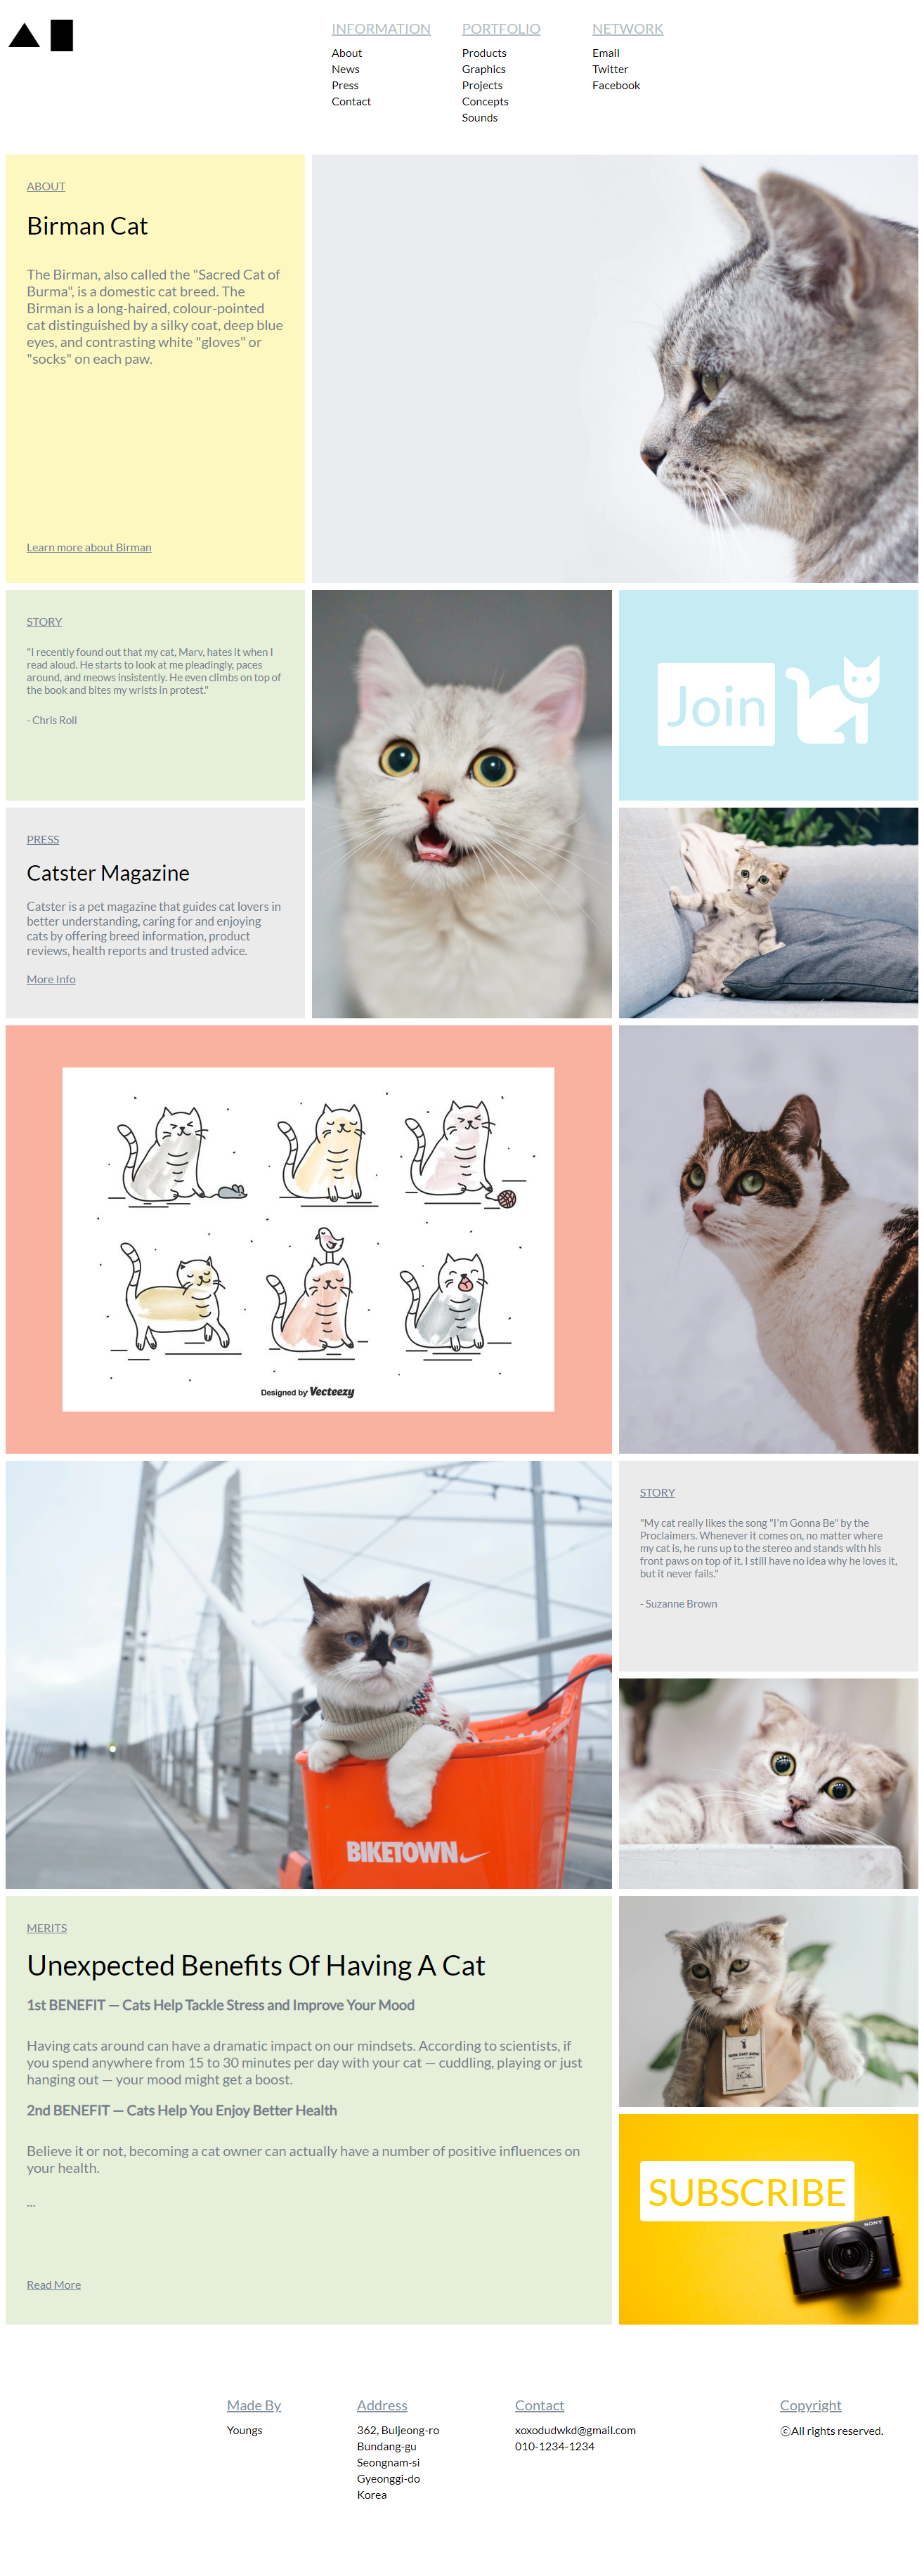 INFORMATION
About
News
Press
Contact
PORTFOLIO
Products
Graphics
Projects
Concepts
Sounds
NETWORK
Email
Twitter
Facebook
ABOUT
Birman Cat
The Birman, also called the "Sacred Cat of
Burma", is a domestic cat breed. The
Birman is a long-haired, colour-pointed
cat distinguished by a silky coat, deep blue
eyes, and contrasting white "gloves" or
"socks" on each paw.
Learn more about Birman
STORY
"I recently found out that my cat, Marv, hates it when I
read aloud. He starts to look at me pleadingly, paces
around, and meows insistently. He even climbs on top of
the book and bites my wrists in protest."
- Chris Roll
Join
PRESS
Catster Magazine
Catster is a pet magazine that guides cat lovers in
better understanding, caring for and enjoying
cats by offering breed information, product
reviews, health reports and trusted advice.
More Info
Designed by Vecteezy
BIKETOWN
STORY
"My cat really likes the song "I'm Gonna Be" by the
Proclaimers. Whenever it comes on, no matter where
my cat is, he runs up to the stereo and stands with his
front paws on top of it. I still have no idea why he loves it,
but it never fails."
- Suzanne Brown
MERITS
Unexpected Benefits Of Having A Cat
1st BENEFIT — Cats Help Tackle Stress and Improve Your Mood
Having cats around can have a dramatic impact on our mindsets. According to scientists, if
you spend anywhere from 15 to 30 minutes per day with your cat — cuddling, playing or just
hanging out — your mood might get a boost.
2nd BENEFIT — Cats Help You Enjoy Better Health
Believe it or not, becoming a cat owner can actually have a number of positive influences on
your health.
...
Read More
SUBSCRIBE
SONY
Made By
Youngs
Address
362, Buljeong-ro
Bundang-gu
Seongnam-si
Gyeonggi-do
Korea
Contact
xoxodudwkd@gmail.com
010-1234-1234
Copyright
ⓒAll rights reserved.